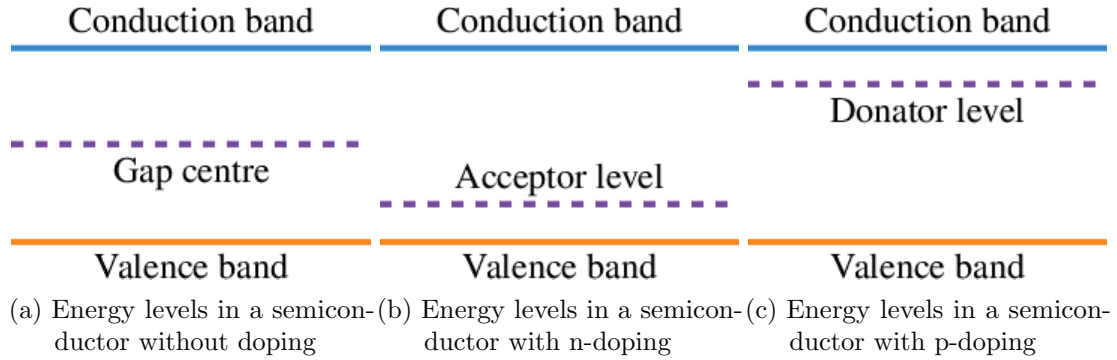 Conduction band
Gap centre
Valence band
(a) Energy levels in a semicon-
ductor without doping
Conduction band
Acceptor level
Valence band
(b) Energy levels in a semicon-
ductor with n-doping
Conduction band
Donator level
Valence band
(c) Energy levels in a semicon-
ductor with p-doping